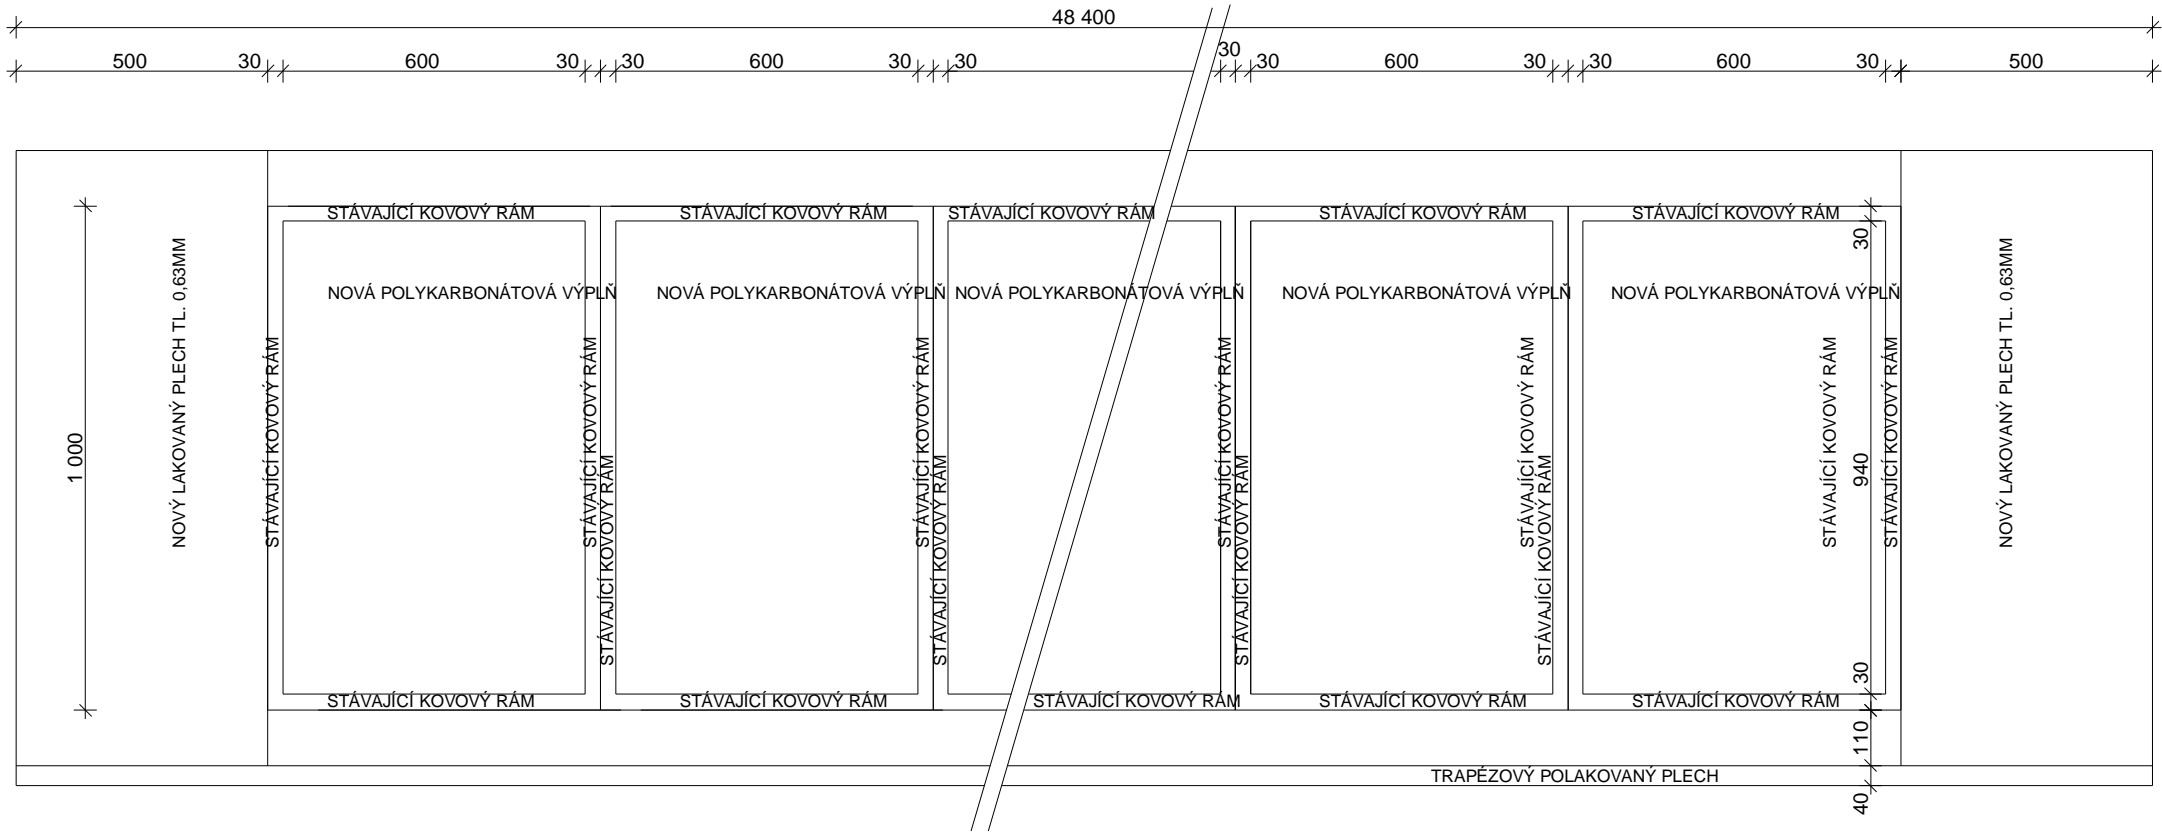 48 400
500 30 600 30 30 600 30 30 30 30 600 30 30 600 30 500
STÁVAJÍCÍ KOVOVÝ RÁM STÁVAJÍCÍ KOVOVÝ RÁM STÁVAJÍCÍ KOVOVÝ RÁM STÁVAJÍCÍ KOVOVÝ RÁM STÁVAJÍCÍ KOVOVÝ RÁM
30
NOVÁ POLYKARBONÁTOVÁ VÝPLŇ NOVÁ POLYKARBONÁTOVÁ VÝPLŇ NOVÁ POLYKARBONÁTOVÁ VÝPLŇ NOVÁ POLYKARBONÁTOVÁ VÝPLŇ NOVÁ POLYKARBONÁTOVÁ VÝPLŇ
1 000
NOVÝ LAKOVANÝ PLECH TL. 0,63MM
STÁVAJÍCÍ KOVOVÝ RÁM
STÁVAJÍCÍ KOVOVÝ RÁM
STÁVAJÍCÍ KOVOVÝ RÁM
STÁVAJÍCÍ KOVOVÝ RÁM
STÁVAJÍCÍ KOVOVÝ RÁM
STÁVAJÍCÍ KOVOVÝ RÁM
STÁVAJÍCÍ KOVOVÝ RÁM
STÁVAJÍCÍ KOVOVÝ RÁM
STÁVAJÍCÍ KOVOVÝ RÁM
STÁVAJÍCÍ KOVOVÝ RÁM
940
STÁVAJÍCÍ KOVOVÝ RÁM
NOVÝ LAKOVANÝ PLECH TL. 0,63MM
30
STÁVAJÍCÍ KOVOVÝ RÁM STÁVAJÍCÍ KOVOVÝ RÁM STÁVAJÍCÍ KOVOVÝ RÁM STÁVAJÍCÍ KOVOVÝ RÁM STÁVAJÍCÍ KOVOVÝ RÁM
110
TRAPÉZOVÝ POLAKOVANÝ PLECH
40